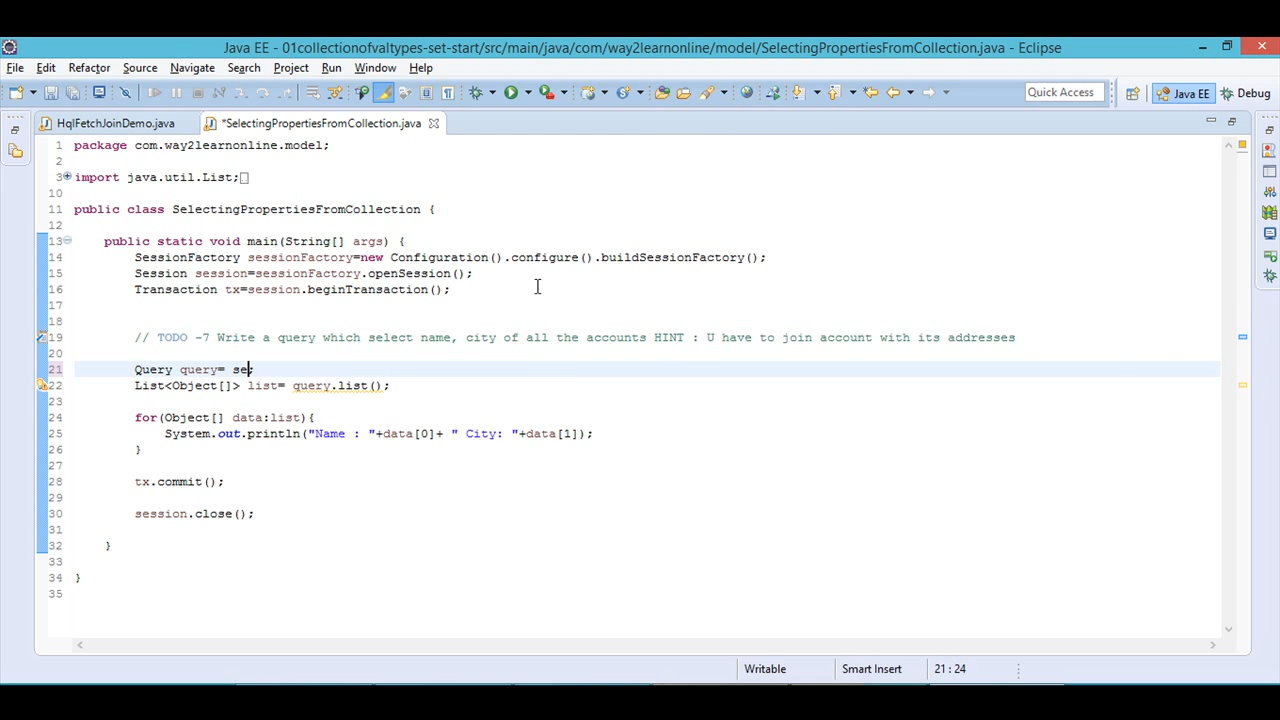 Java EE - 01collectionofvaltypes-set-start/src/main/java/com/way2learnonline/model/SelectingPropertiesFromCollection.java - Eclipse
File Edit Refactor Source Navigate Search Project Run Window Help
Quick Access Java EE Debug
HqlFetchJoinDemo.java *SelectingPropertiesFromCollection.java
1 package com.way2learnonline.model;
2
3 import java.util.List;
10
11 public class SelectingPropertiesFromCollection {
12
13 public static void main(String[] args) {
14 SessionFactory sessionFactory=new Configuration().configure().buildSessionFactory();
15 Session session=sessionFactory.openSession();
16 Transaction tx=session.beginTransaction();
17
18
19 // TODO -7 Write a query which select name, city of all the accounts HINT : U have to join account with its addresses
20
21 Query query= se;
22 List<Object[]> list= query.list();
23
24 for(Object[] data:list){
25 System.out.println("Name : "+data[0]+ " City: "+data[1]);
26 }
27
28 tx.commit();
29
30 session.close();
31
32 }
33
34 }
35
Writable Smart Insert 21 : 24